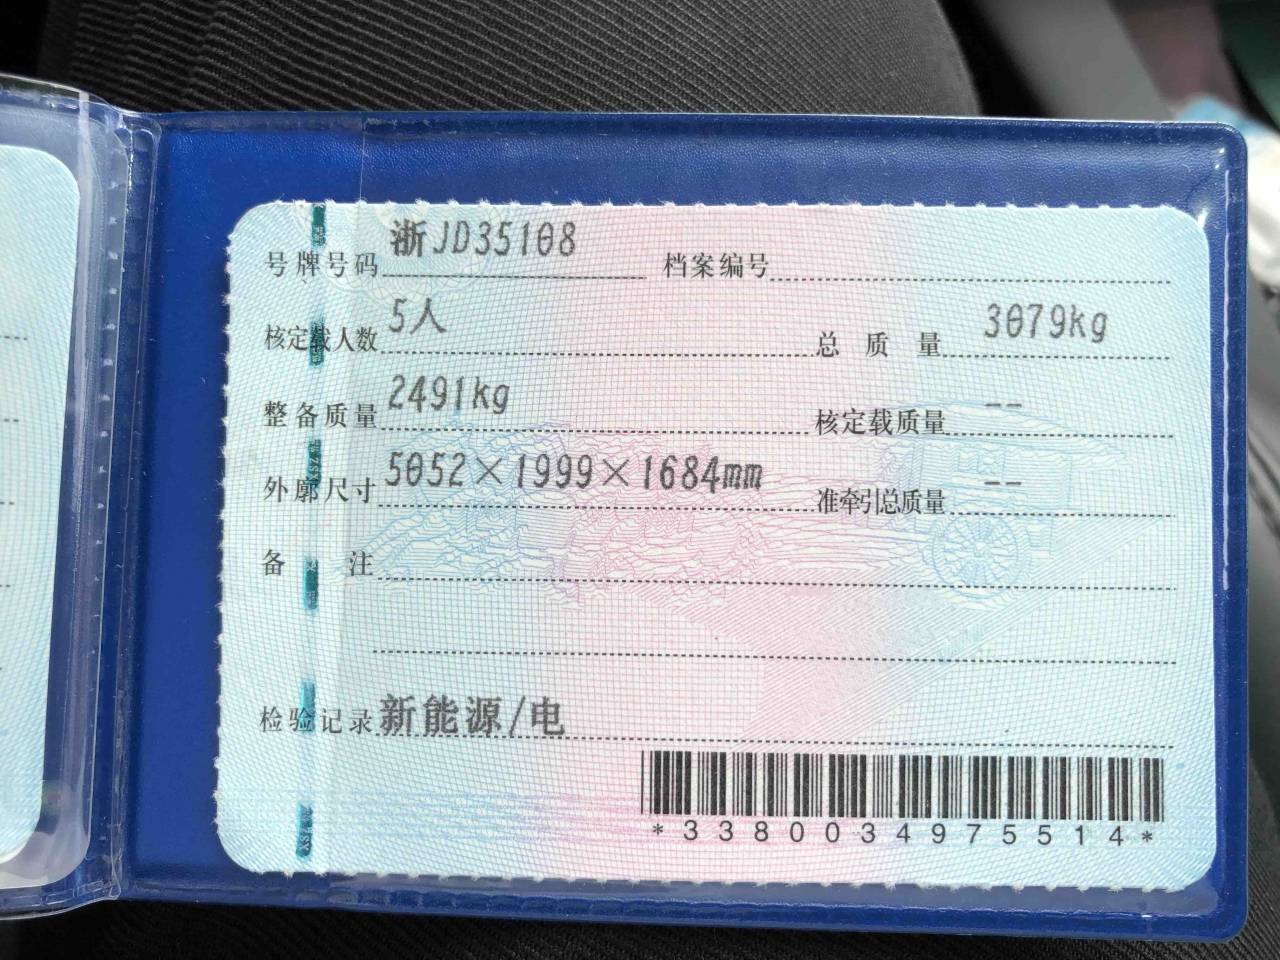 号牌号码 浙JD35108 档案编号
核定载人数 5人 总质量 3079kg
整备质量 2491kg 核定载质量 --
外廓尺寸 5052×1999×1684mm 准牵引总质量 --
备注
检验记录 新能源/电
*3380034975514*